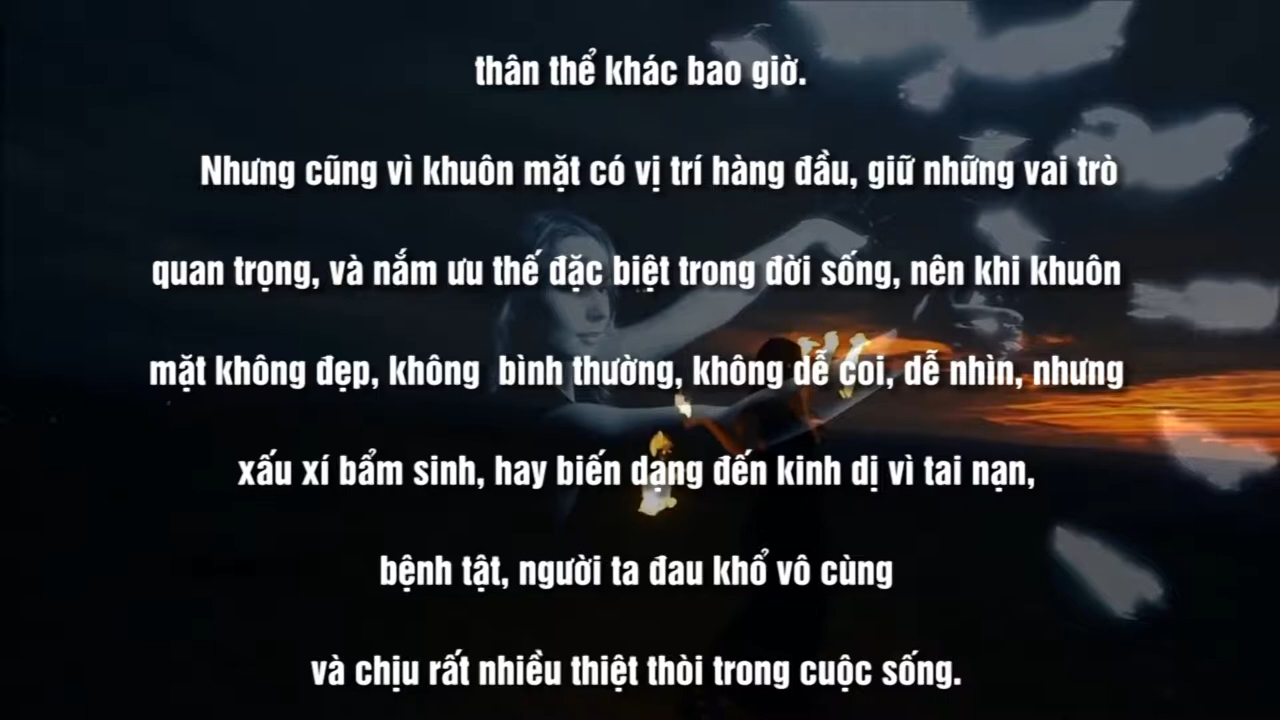 thân thể khác bao giờ.
Nhưng cũng vì khuôn mặt có vị trí hàng đầu, giữ những vai trò
quan trọng, và nắm ưu thế đặc biệt trong đời sống, nên khi khuôn
mặt không đẹp, không bình thường, không dễ coi, dễ nhìn, nhưng
xấu xí bẩm sinh, hay biến dạng đến kinh dị vì tai nạn,
bệnh tật, người ta đau khổ vô cùng
và chịu rất nhiều thiệt thòi trong cuộc sống.